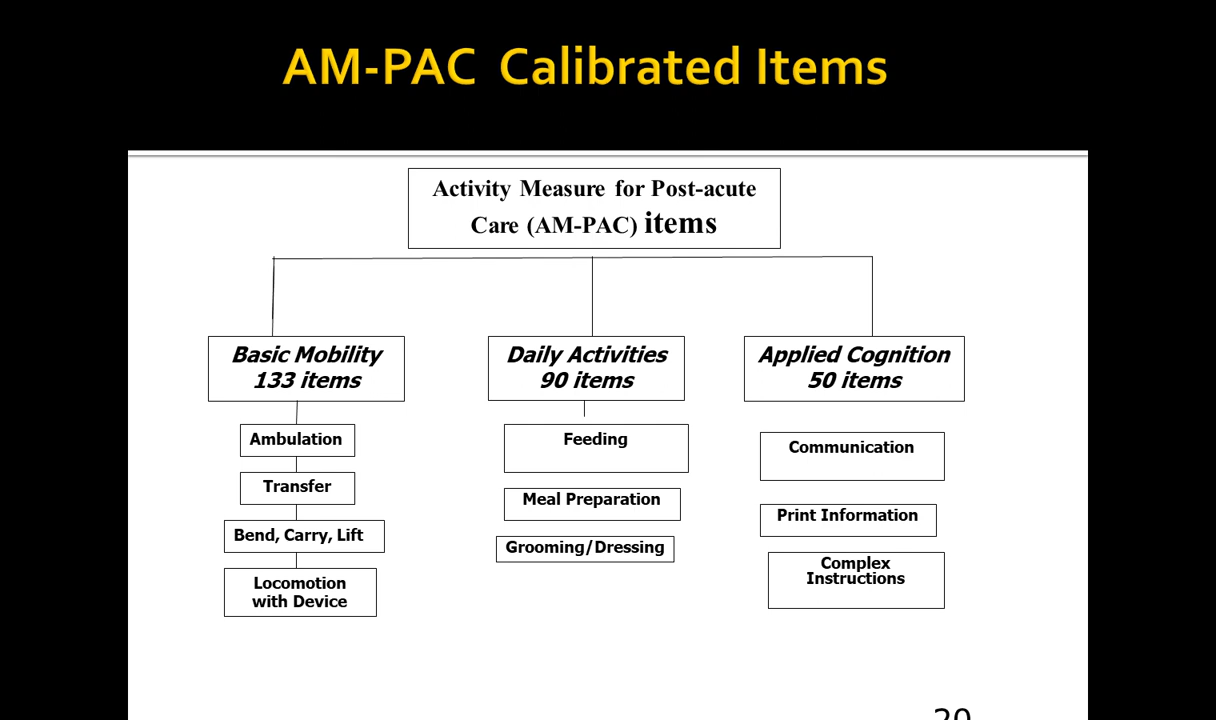 AM-PAC Calibrated Items
Activity Measure for Post-acute
Care (AM-PAC) items
Basic Mobility
133 items
Ambulation
Transfer
Bend, Carry, Lift
Locomotion
with Device
Daily Activities
90 items
Feeding
Meal Preparation
Grooming/Dressing
Applied Cognition
50 items
Communication
Print Information
Complex
Instructions
20